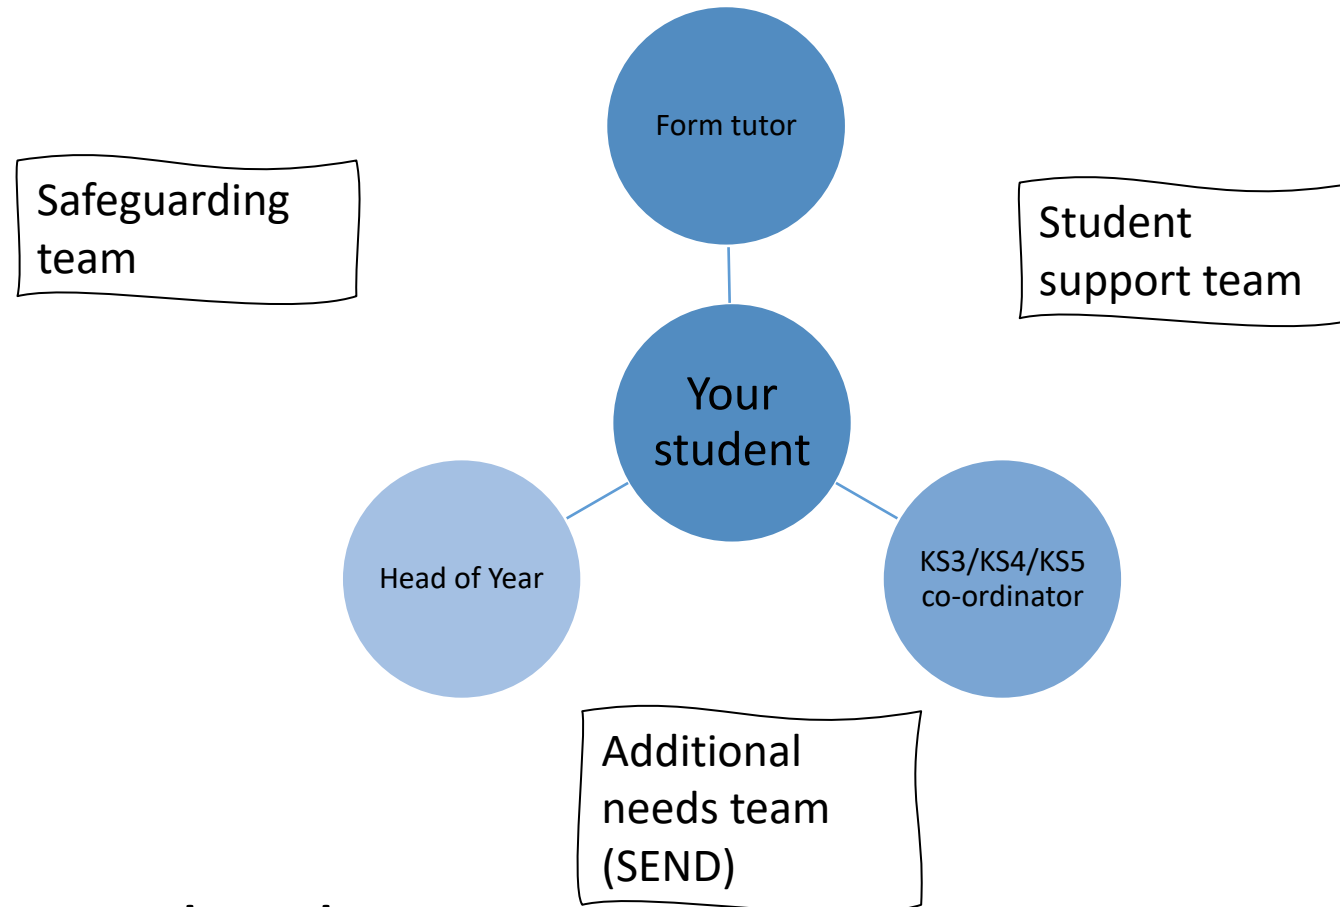 Form tutor
Safeguarding
team
Student
support team
Your
student
Head of Year
KS3/KS4/KS5
co-ordinator
Additional
needs team
(SEND)